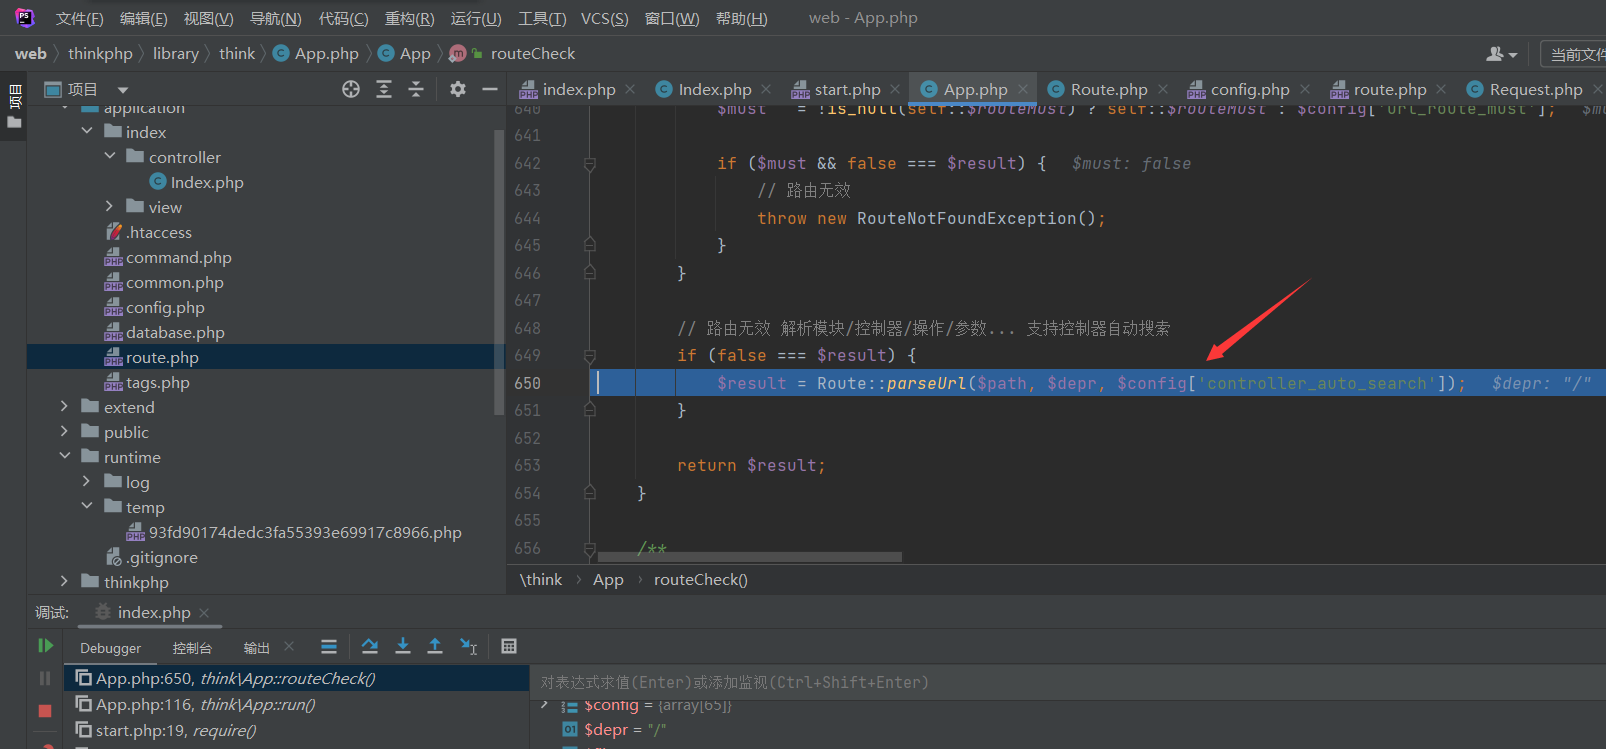 PS
文件(F) 编辑(E) 视图(V) 导航(N) 代码(C) 重构(R) 运行(U) 工具(T) VCS(S) 窗口(W) 帮助(H) web - App.php
web thinkphp library think App.php App routeCheck 当前文件
项目
项目
index.php Index.php start.php App.php Route.php config.php route.php Request.php
application
index
controller
Index.php
view
.htaccess
command.php
common.php
config.php
database.php
route.php
tags.php
extend
public
runtime
log
temp
93fd90174dedc3fa55393e69917c8966.php
.gitignore
thinkphp
640 $must = !is_null(self::$routeMust) ? self::$routeMust : $config['url_route_must'];
641
642 if ($must && false === $result) { $must: false
643 // 路由无效
644 throw new RouteNotFoundException();
645 }
646 }
647
648 // 路由无效 解析模块/控制器/操作/参数... 支持控制器自动搜索
649 if (false === $result) {
650 $result = Route::parseUrl($path, $depr, $config['controller_auto_search']); $depr: "/"
651 }
652
653 return $result;
654 }
655
656 /**
\think › App › routeCheck()
调试: index.php
Debugger 控制台 输出
App.php:650, think\App::routeCheck()
App.php:116, think\App::run()
start.php:19, require()
对表达式求值(Enter)或添加监视(Ctrl+Shift+Enter)
$config = {array[65]}
$depr = "/"